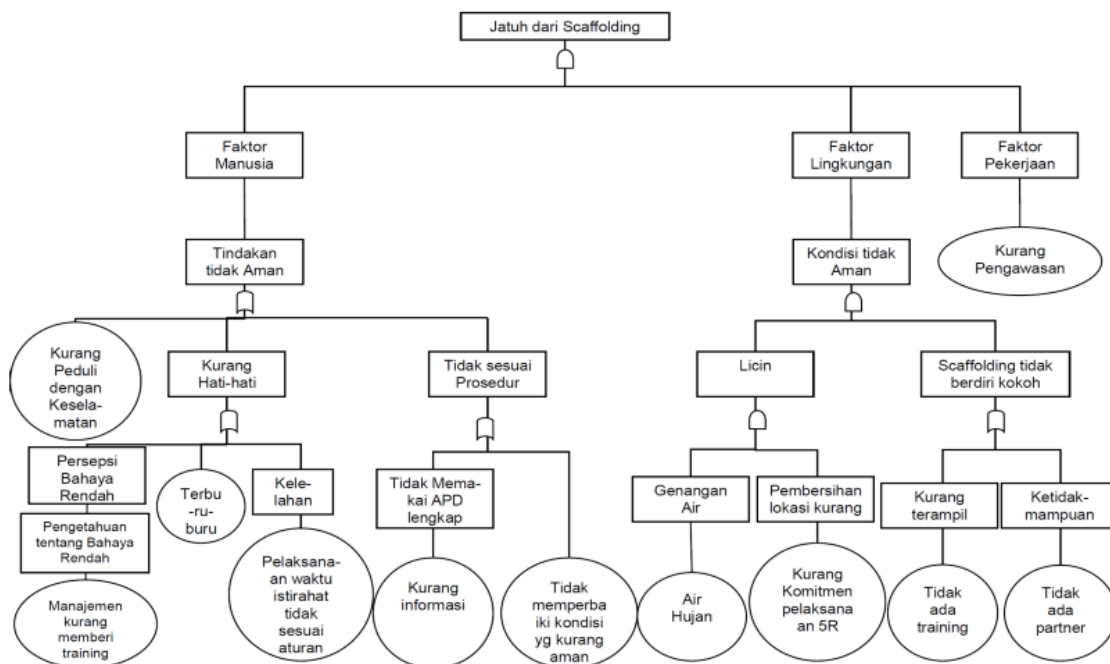 Jatuh dari Scaffolding
Faktor
Manusia
Faktor
Lingkungan
Faktor
Pekerjaan
Tindakan
tidak Aman
Kondisi tidak
Aman
Kurang
Pengawasan
Kurang
Peduli
dengan
Kesela-
matan
Kurang
Hati-hati
Tidak sesuai
Prosedur
Licin
Scaffolding tidak
berdiri kokoh
Persepsi
Bahaya
Rendah
Terbu
-ru-
buru
Kele-
lahan
Tidak Mema-
kai APD
lengkap
Genangan
Air
Pembersihan
lokasi kurang
Kurang
terampil
Ketidak-
mampuan
Pengetahuan
tentang Bahaya
Rendah
Manajemen
kurang
memberi
training
Pelaksana-
an waktu
istirahat
tidak
sesuai
aturan
Kurang
informasi
Tidak
memperba
iki kondisi
yg kurang
aman
Air
Hujan
Kurang
Komitmen
pelaksana
an 5R
Tidak
ada
training
Tidak
ada
partner